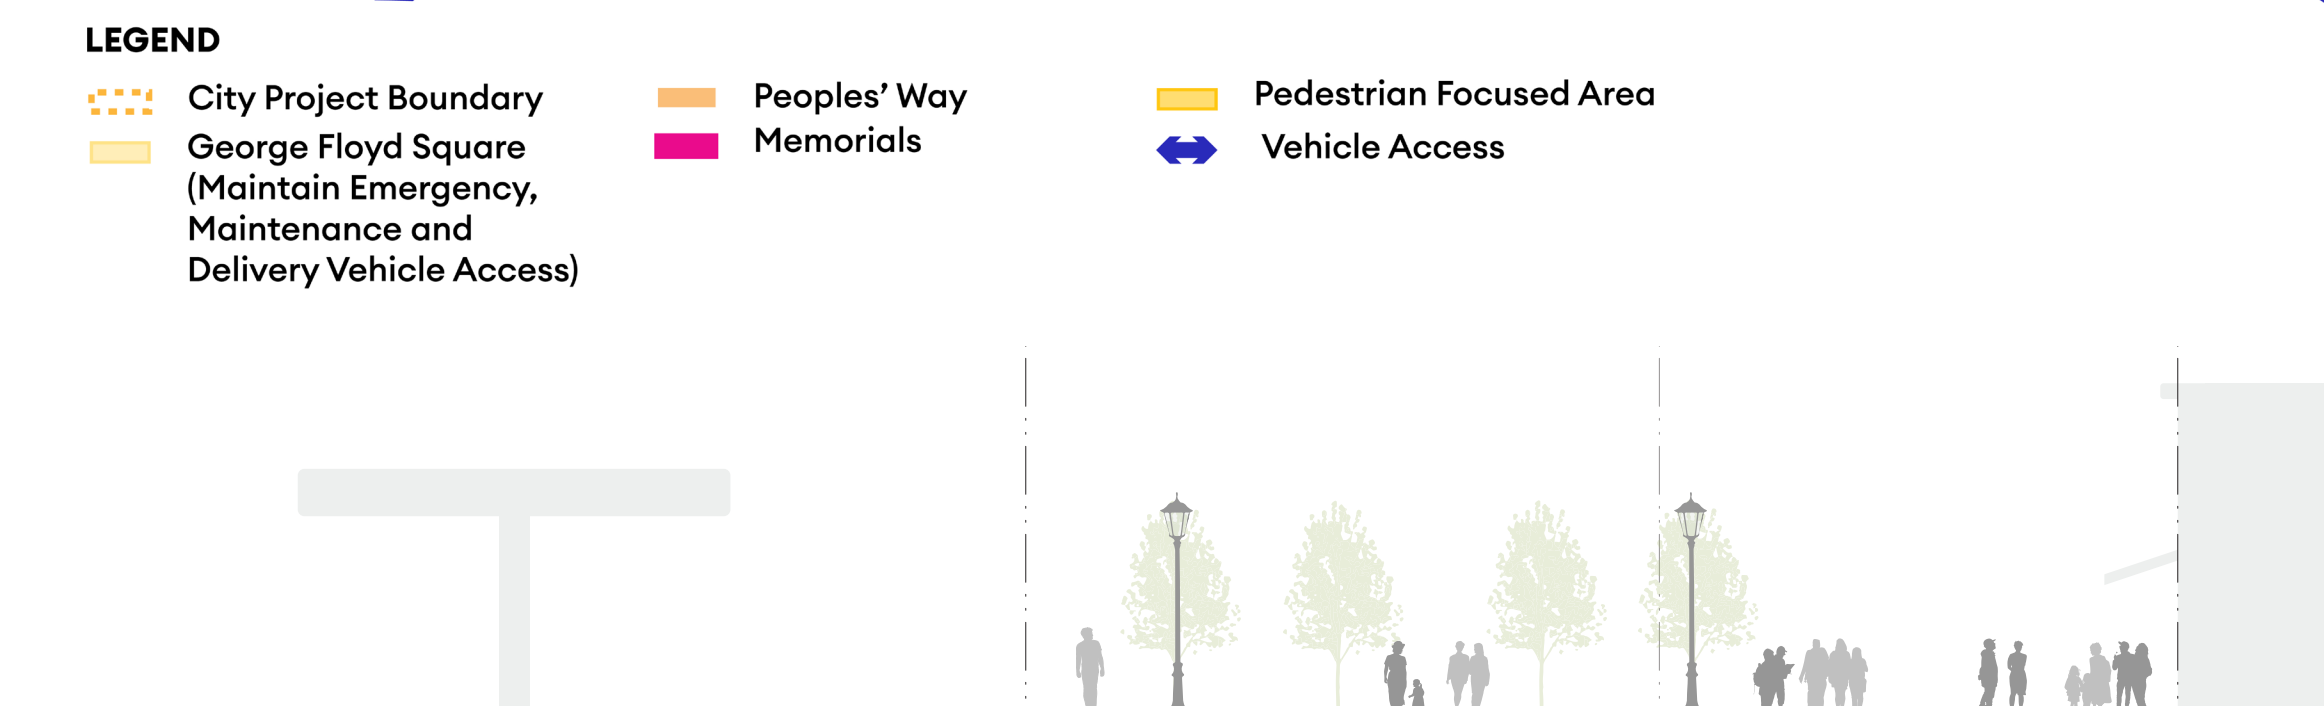 LEGEND
City Project Boundary
George Floyd Square
(Maintain Emergency,
Maintenance and
Delivery Vehicle Access)
Peoples’ Way
Memorials
Pedestrian Focused Area
Vehicle Access